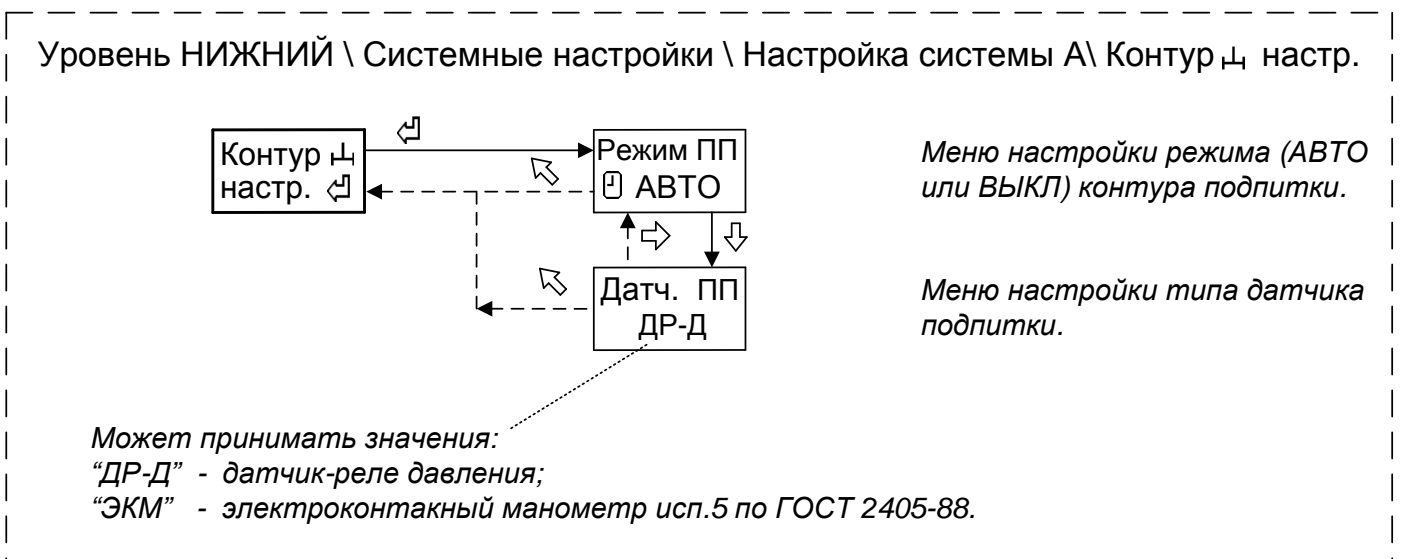 Уровень НИЖНИЙ \ Системные настройки \ Настройка системы А\ Контур настр.
Контур
настр.
Режим ПП
АВТО
Меню настройки режима (АВТО
или ВЫКЛ) контура подпитки.
Датч. ПП
ДР-Д
Меню настройки типа датчика
подпитки.
Может принимать значения:
“ДР-Д” - датчик-реле давления;
“ЭКМ” - электроконтакный манометр исп.5 по ГОСТ 2405-88.